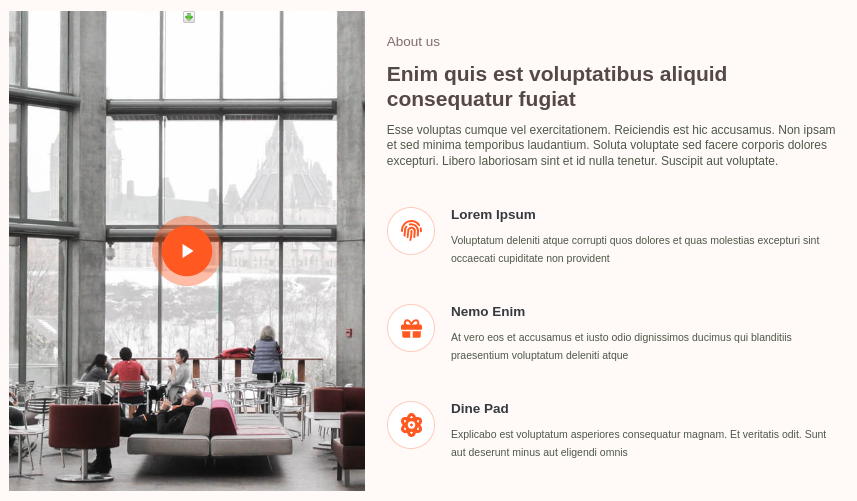 About us
Enim quis est voluptatibus aliquid
consequatur fugiat
Esse voluptas cumque vel exercitationem. Reiciendis est hic accusamus. Non ipsam
et sed minima temporibus laudantium. Soluta voluptate sed facere corporis dolores
excepturi. Libero laboriosam sint et id nulla tenetur. Suscipit aut voluptate.
Lorem Ipsum
Voluptatum deleniti atque corrupti quos dolores et quas molestias excepturi sint
occaecati cupiditate non provident
Nemo Enim
At vero eos et accusamus et iusto odio dignissimos ducimus qui blanditiis
praesentium voluptatum deleniti atque
Dine Pad
Explicabo est voluptatum asperiores consequatur magnam. Et veritatis odit. Sunt
aut deserunt minus aut eligendi omnis